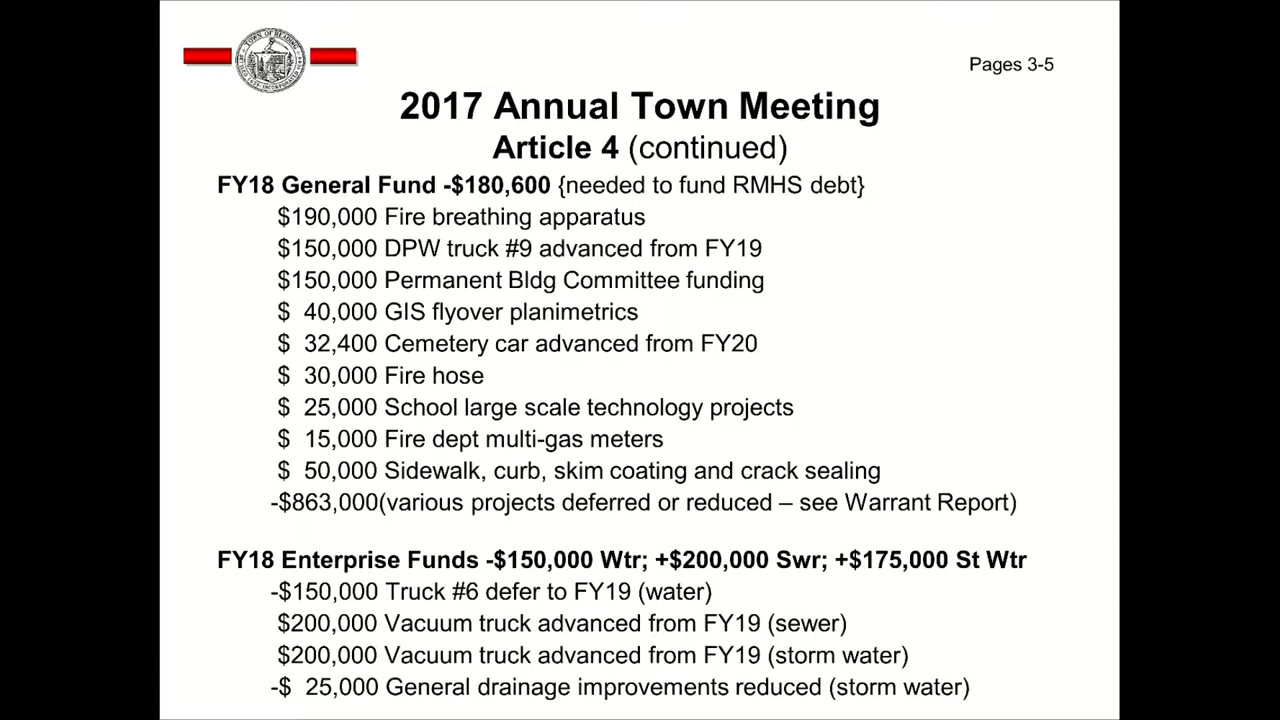 TOWN OF READING
Pages 3-5
2017 Annual Town Meeting
Article 4 (continued)
FY18 General Fund -$180,600 {needed to fund RMHS debt}
$190,000 Fire breathing apparatus
$150,000 DPW truck #9 advanced from FY19
$150,000 Permanent Bldg Committee funding
$ 40,000 GIS flyover planimetrics
$ 32,400 Cemetery car advanced from FY20
$ 30,000 Fire hose
$ 25,000 School large scale technology projects
$ 15,000 Fire dept multi-gas meters
$ 50,000 Sidewalk, curb, skim coating and crack sealing
-$863,000(various projects deferred or reduced – see Warrant Report)
FY18 Enterprise Funds -$150,000 Wtr; +$200,000 Swr; +$175,000 St Wtr
-$150,000 Truck #6 defer to FY19 (water)
$200,000 Vacuum truck advanced from FY19 (sewer)
$200,000 Vacuum truck advanced from FY19 (storm water)
-$ 25,000 General drainage improvements reduced (storm water)